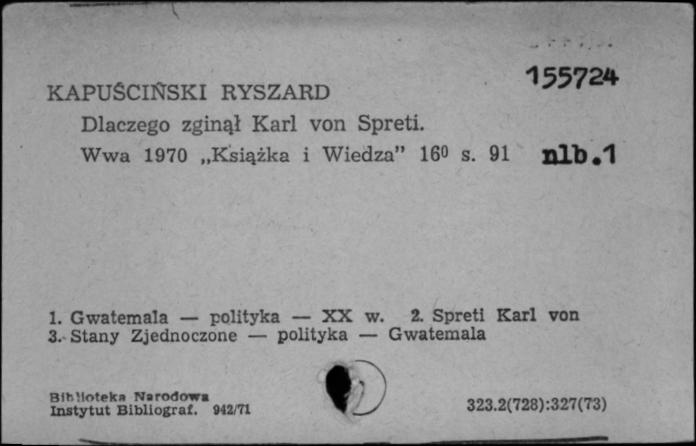 155724
KAPUŚCIŃSKI RYSZARD
Dlaczego zginął Karl von Spreti.
Wwa 1970 „Książka i Wiedza” 16⁰ s. 91 nlb.1
1. Gwatemala — polityka — XX w. 2. Spreti Karl von
3. Stany Zjednoczone — polityka — Gwatemala
Biblioteka Narodowa
Instytut Bibliograf. 942/71
323.2(728):327(73)